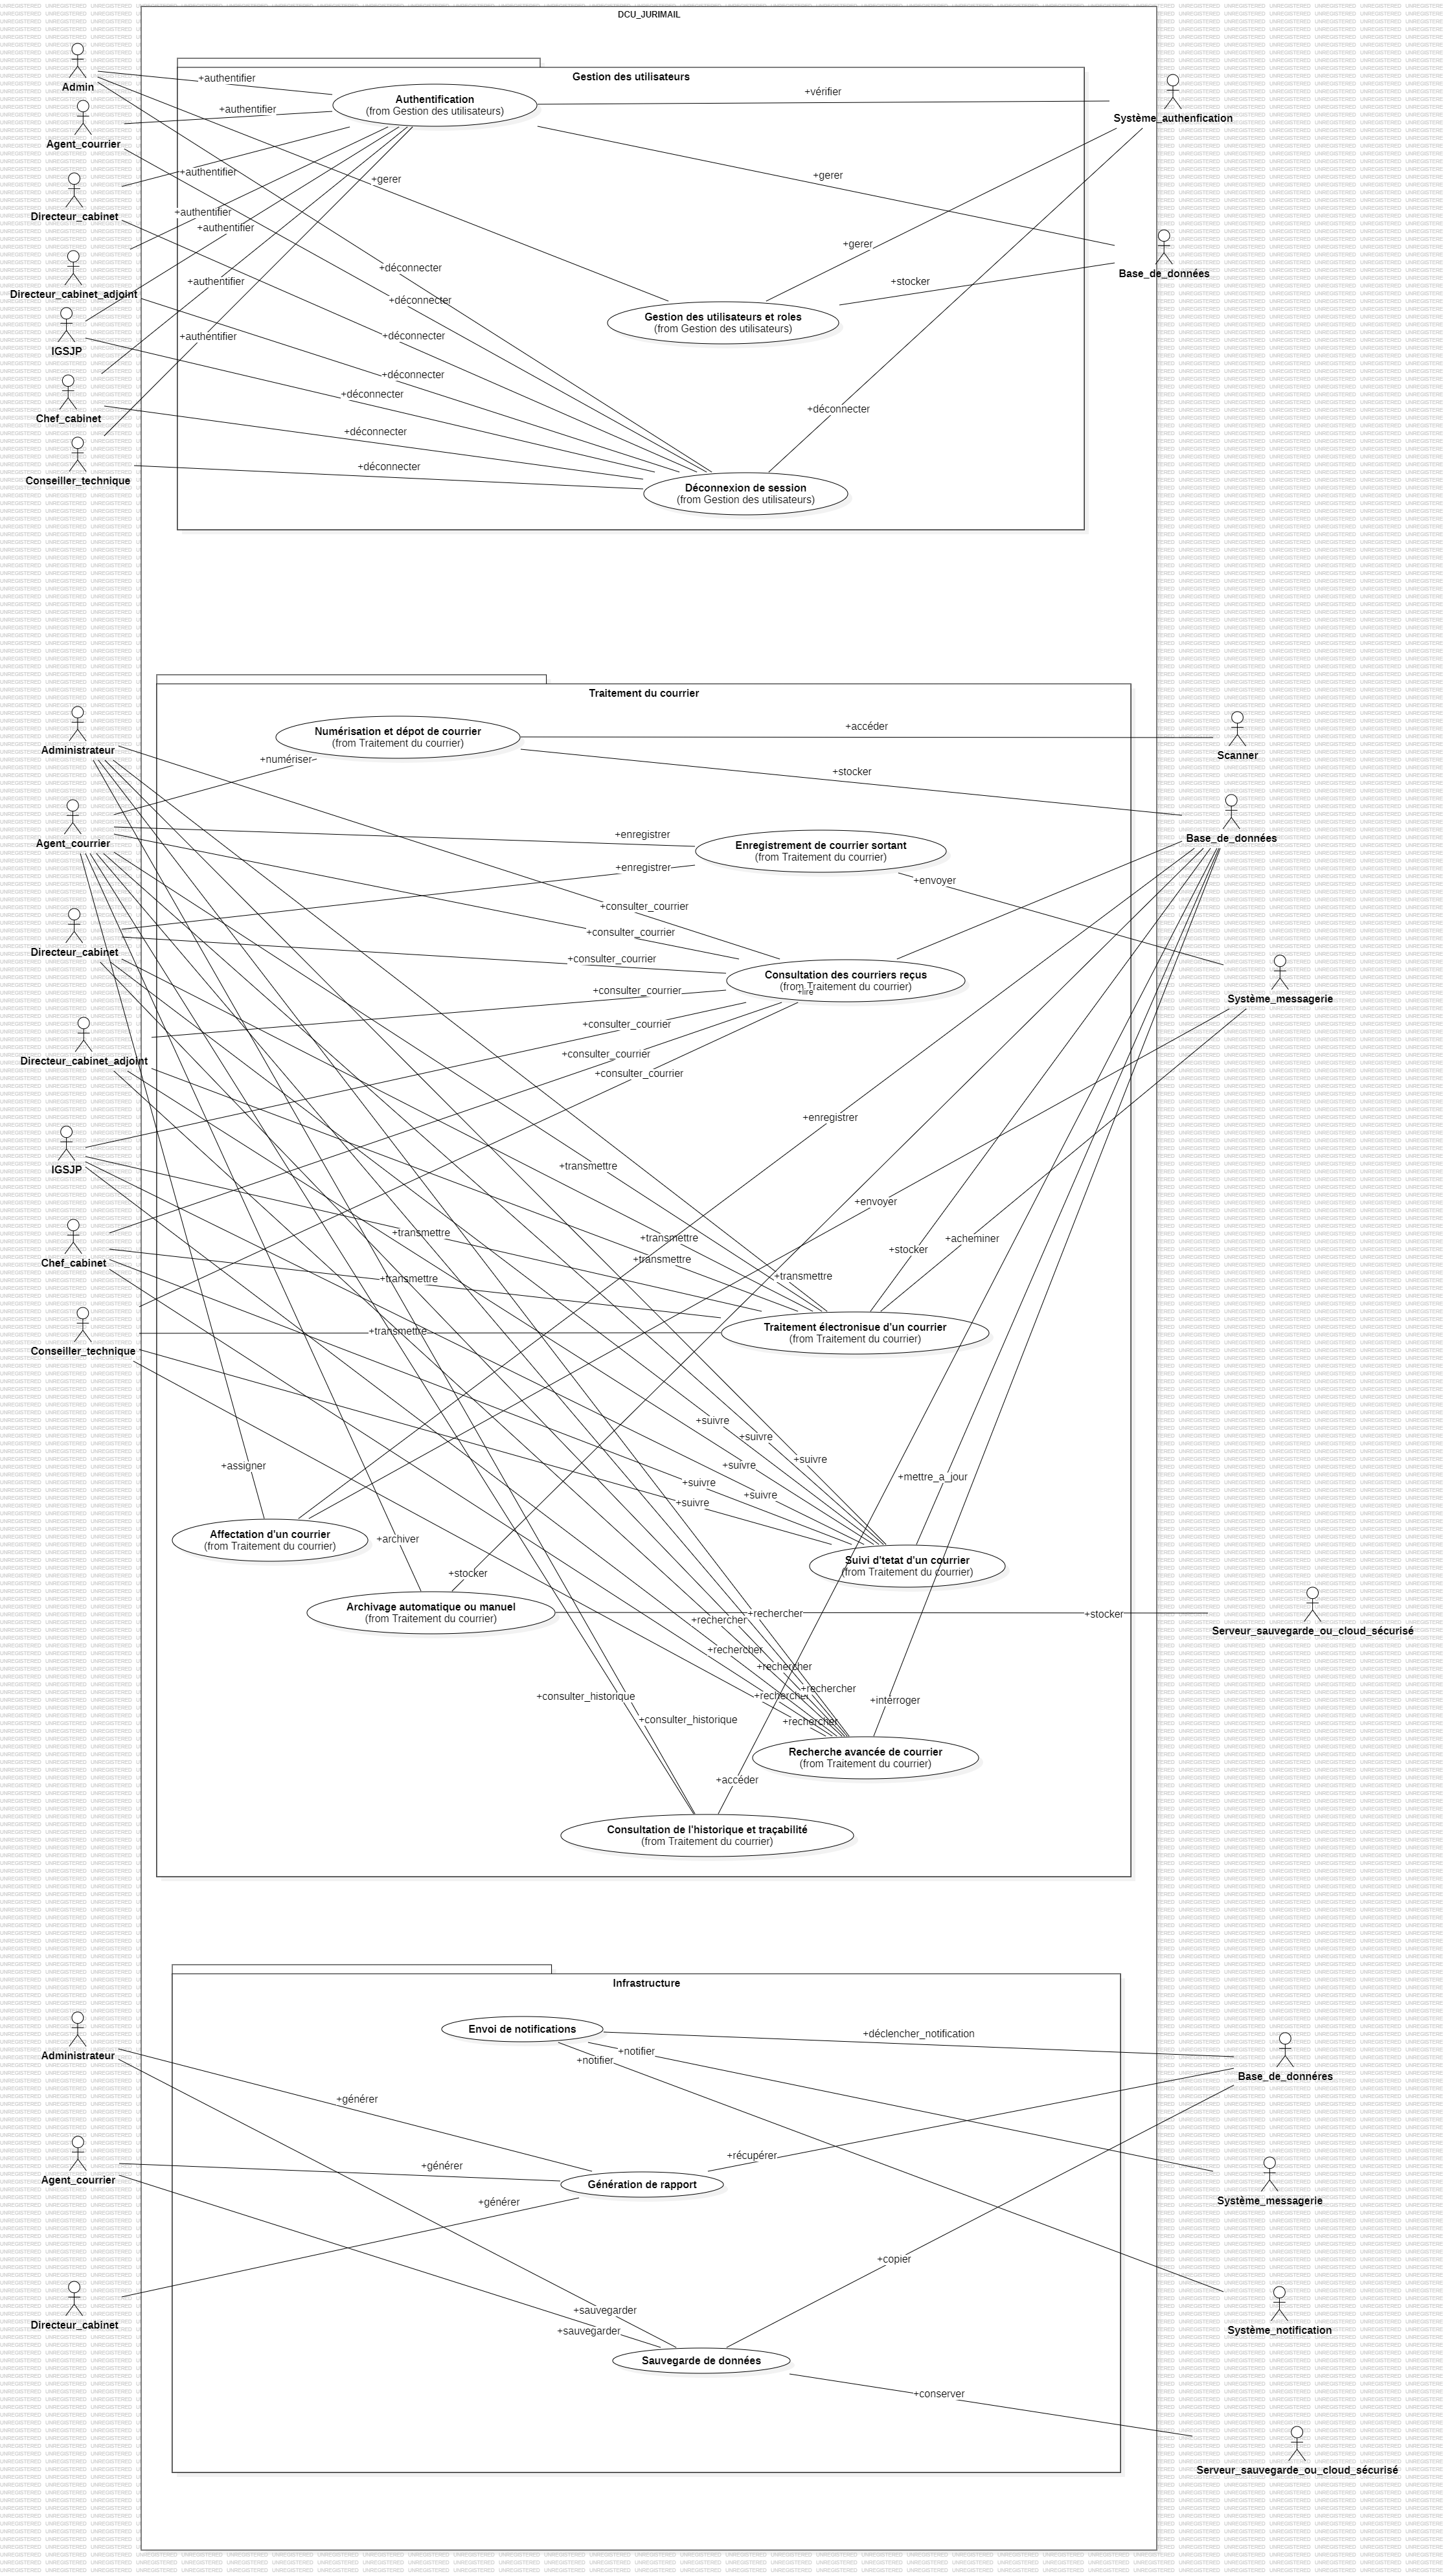 DCU_JURIMAIL
Gestion des utilisateurs
Admin
Agent_courrier
Directeur_cabinet
Directeur_cabinet_adjoint
IGSJP
Chef_cabinet
Conseiller_technique
+authentifier
+authentifier
+authentifier
+authentifier
+authentifier
+authentifier
+authentifier
Authentification
(from Gestion des utilisateurs)
+vérifier
Système_authenfication
+gerer
+gerer
+gerer
+stocker
Base_de_données
Gestion des utilisateurs et roles
(from Gestion des utilisateurs)
+déconnecter
+déconnecter
+déconnecter
+déconnecter
+déconnecter
+déconnecter
+déconnecter
+déconnecter
Déconnexion de session
(from Gestion des utilisateurs)
Traitement du courrier
Administrateur
Agent_courrier
Directeur_cabinet
Directeur_cabinet_adjoint
IGSJP
Chef_cabinet
Conseiller_technique
Numérisation et dépot de courrier
(from Traitement du courrier)
+numériser
+accéder
Scanner
+stocker
Base_de_données
+enregistrer
+enregistrer
Enregistrement de courrier sortant
(from Traitement du courrier)
+envoyer
Système_messagerie
+consulter_courrier
+consulter_courrier
+consulter_courrier
+consulter_courrier
+consulter_courrier
+consulter_courrier
+consulter_courrier
Consultation des courriers reçus
(from Traitement du courrier)
+lire
+enregistrer
+transmettre
+envoyer
+transmettre
+transmettre
+transmettre
+stocker
+acheminer
+transmettre
+transmettre
+transmettre
Traitement électronisue d'un courrier
(from Traitement du courrier)
+suivre
+suivre
+suivre
+suivre
+suivre
+suivre
+suivre
+assigner
+mettre_a_jour
Affectation d'un courrier
(from Traitement du courrier)
+archiver
+stocker
Suivi d'tetat d'un courrier
(from Traitement du courrier)
Archivage automatique ou manuel
(from Traitement du courrier)
+stocker
Serveur_sauvegarde_ou_cloud_sécurisé
+rechercher
+rechercher
+rechercher
+rechercher
+rechercher
+rechercher
+rechercher
+interroger
+consulter_historique
+consulter_historique
Recherche avancée de courrier
(from Traitement du courrier)
+accéder
Consultation de l'historique et traçabilité
(from Traitement du courrier)
Infrastructure
Administrateur
Agent_courrier
Directeur_cabinet
Envoi de notifications
+déclencher_notification
+notifier
+notifier
Base_de_donnéres
+générer
+générer
+générer
+récupérer
Génération de rapport
Système_messagerie
+copier
Système_notification
+sauvegarder
+sauvegarder
Sauvegarde de données
+conserver
Serveur_sauvegarde_ou_cloud_sécurisé